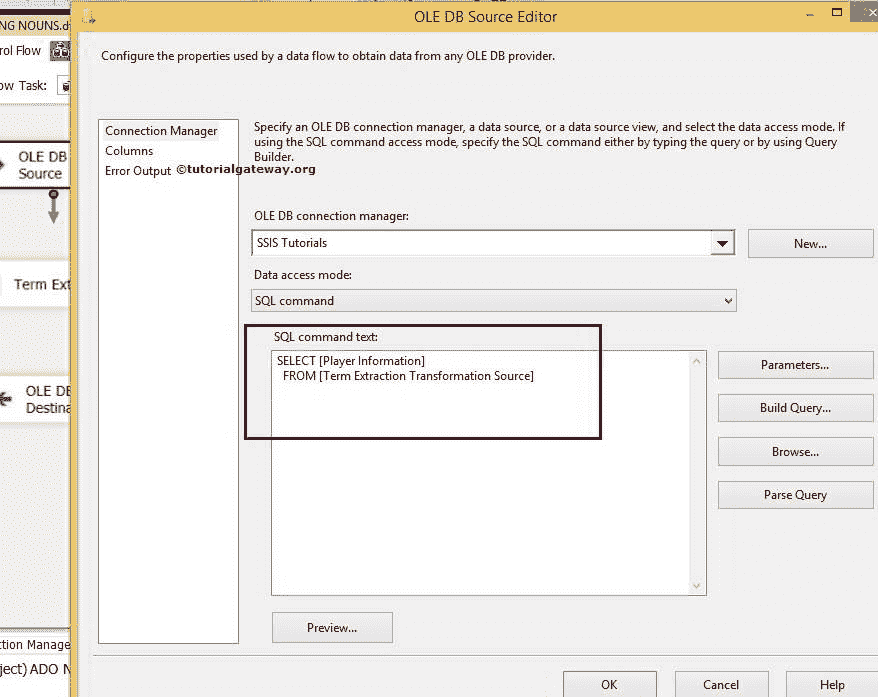 OLE DB Source Editor
NG NOUNS.d
rol Flow
ow Task:
Configure the properties used by a data flow to obtain data from any OLE DB provider.
Connection Manager
Columns
Error Output
©tutorialgateway.org
Specify an OLE DB connection manager, a data source, or a data source view, and select the data access mode. If
using the SQL command access mode, specify the SQL command either by typing the query or by using Query
Builder.
OLE DB
Source
OLE DB connection manager:
SSIS Tutorials
New...
Data access mode:
SQL command
Term Ext
SQL command text:
SELECT [Player Information]
FROM [Term Extraction Transformation Source]
Parameters...
Build Query...
Browse...
Parse Query
OLE DB
Destina
Preview...
ction Manage
ject) ADO N
OK
Cancel
Help